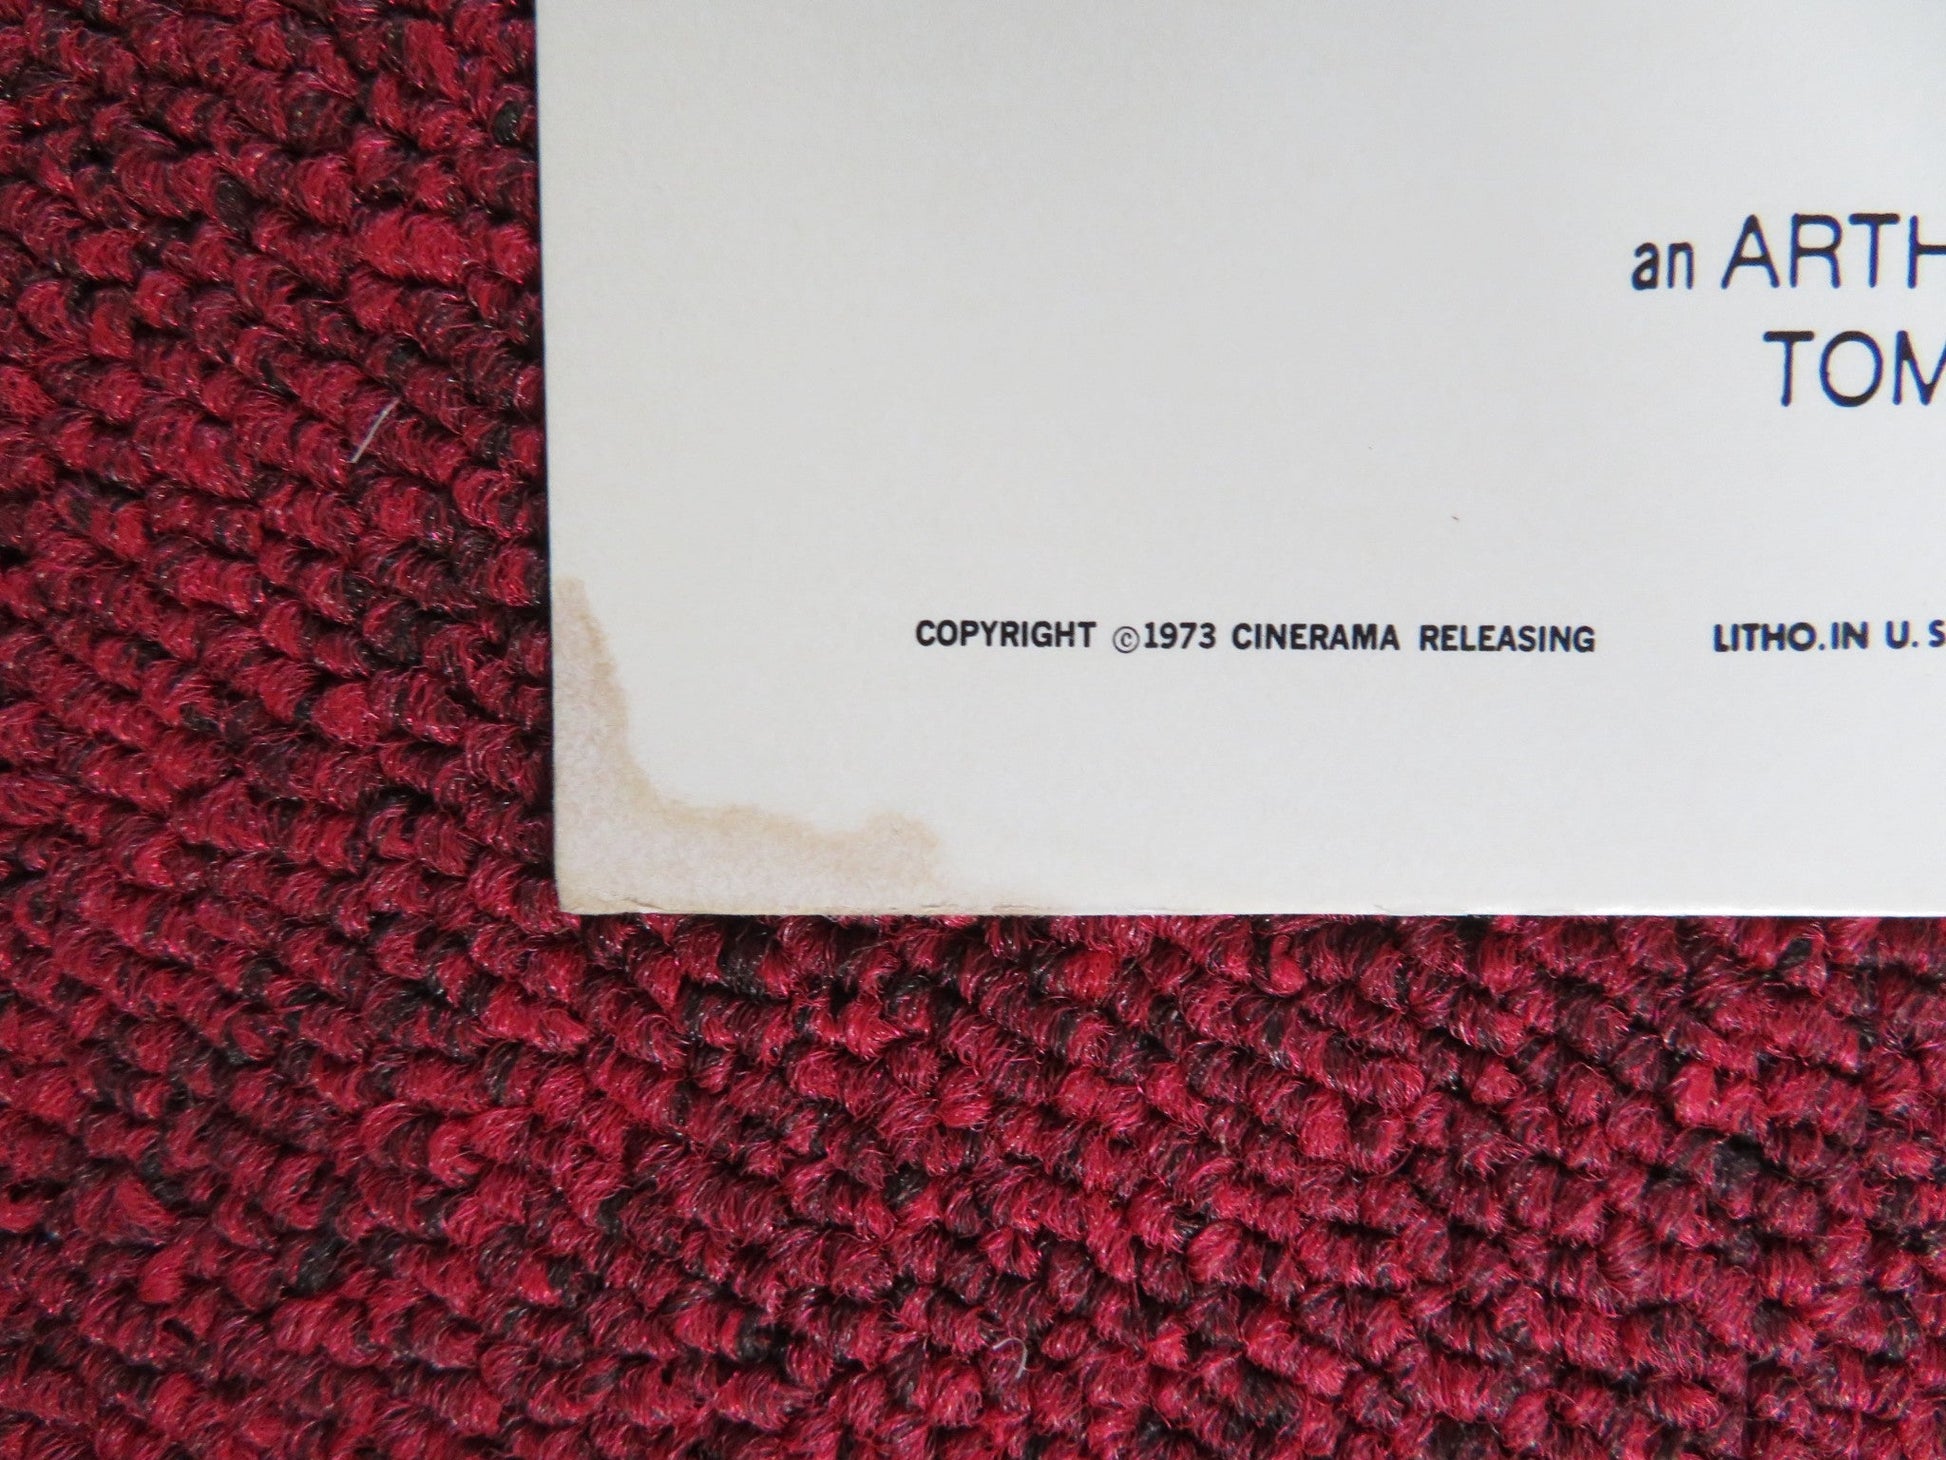 an ARTH
TOM
COPYRIGHT ©1973 CINERAMA RELEASING LITHO.IN U.S